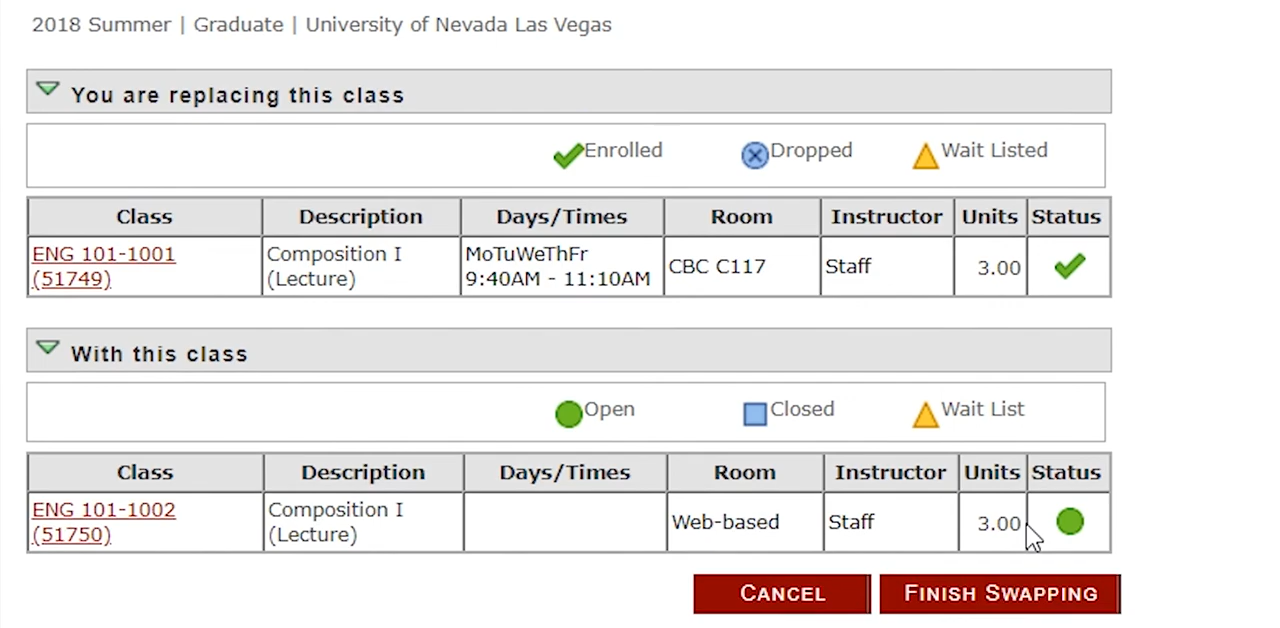 2018 Summer | Graduate | University of Nevada Las Vegas
You are replacing this class
Enrolled Dropped Wait Listed
Class Description Days/Times Room Instructor Units Status
ENG 101-1001 Composition I MoTuWeThFr CBC C117 Staff 3.00
(51749) (Lecture) 9:40AM - 11:10AM
With this class
Open Closed Wait List
Class Description Days/Times Room Instructor Units Status
ENG 101-1002 Composition I Web-based Staff 3.00
(51750) (Lecture)
CANCEL FINISH SWAPPING